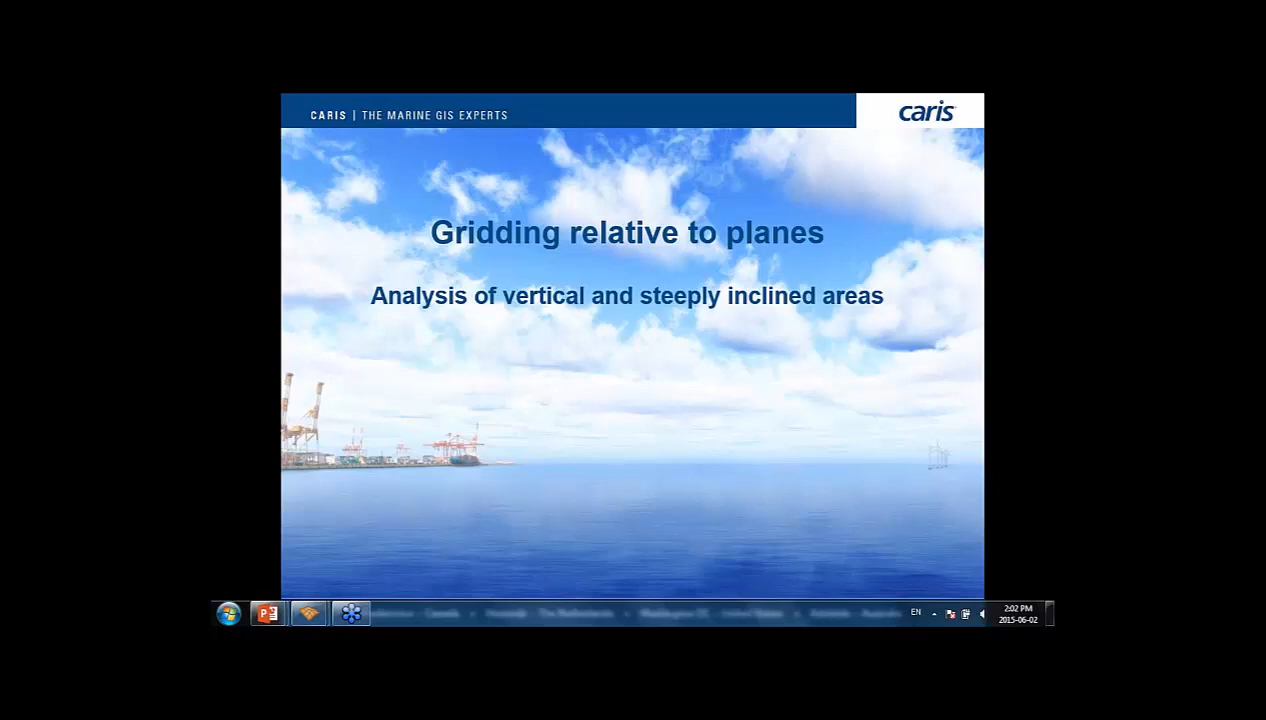 CARIS | THE MARINE GIS EXPERTS
caris
Gridding relative to planes
Analysis of vertical and steeply inclined areas
EN
2:02 PM
2015-06-02